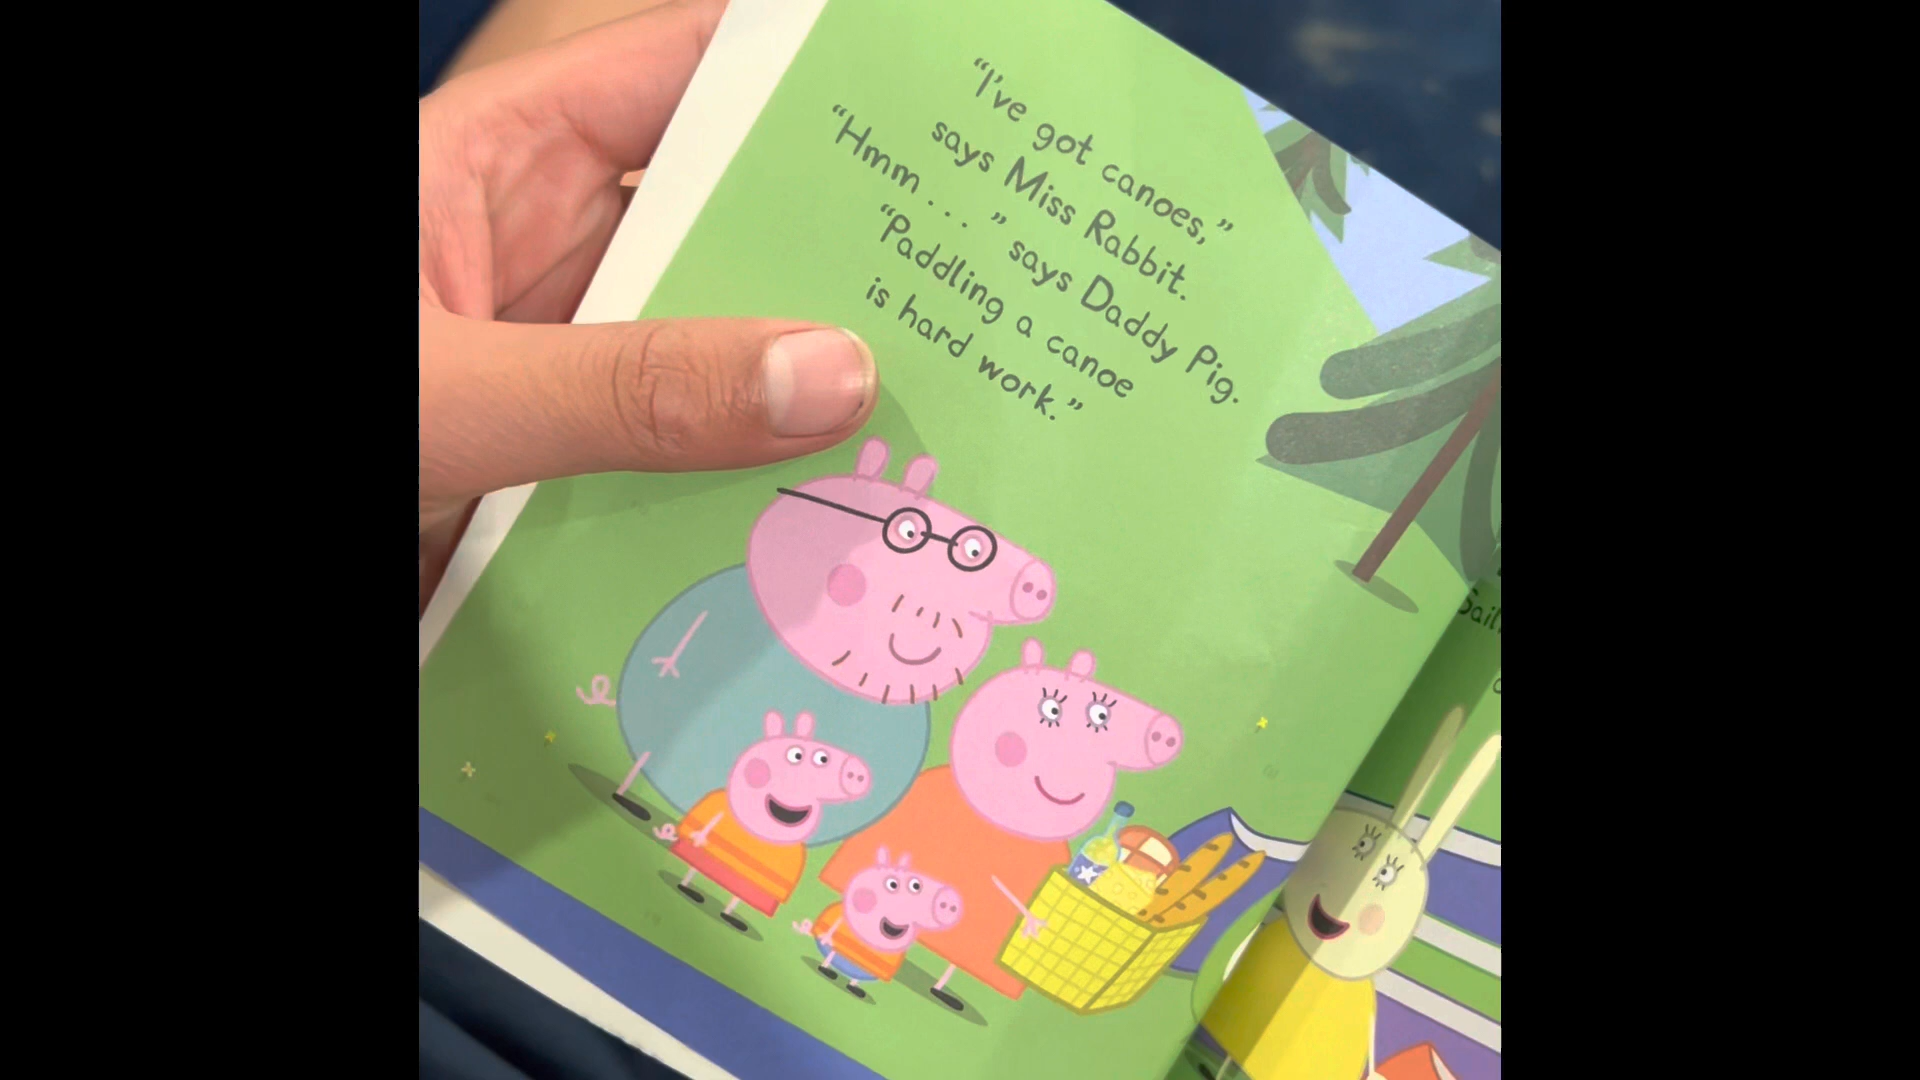 “I’ve got canoes,”
says Miss Rabbit.
“Hmm . . . ” says Daddy Pig.
“Paddling a canoe
is hard work.”